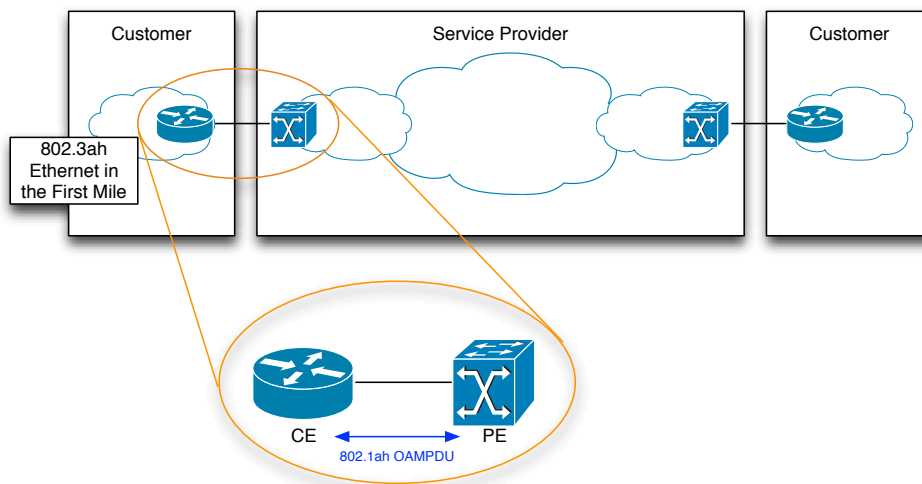 Customer
Service Provider
Customer
802.3ah
Ethernet in
the First Mile
CE
PE
802.1ah OAMPDU